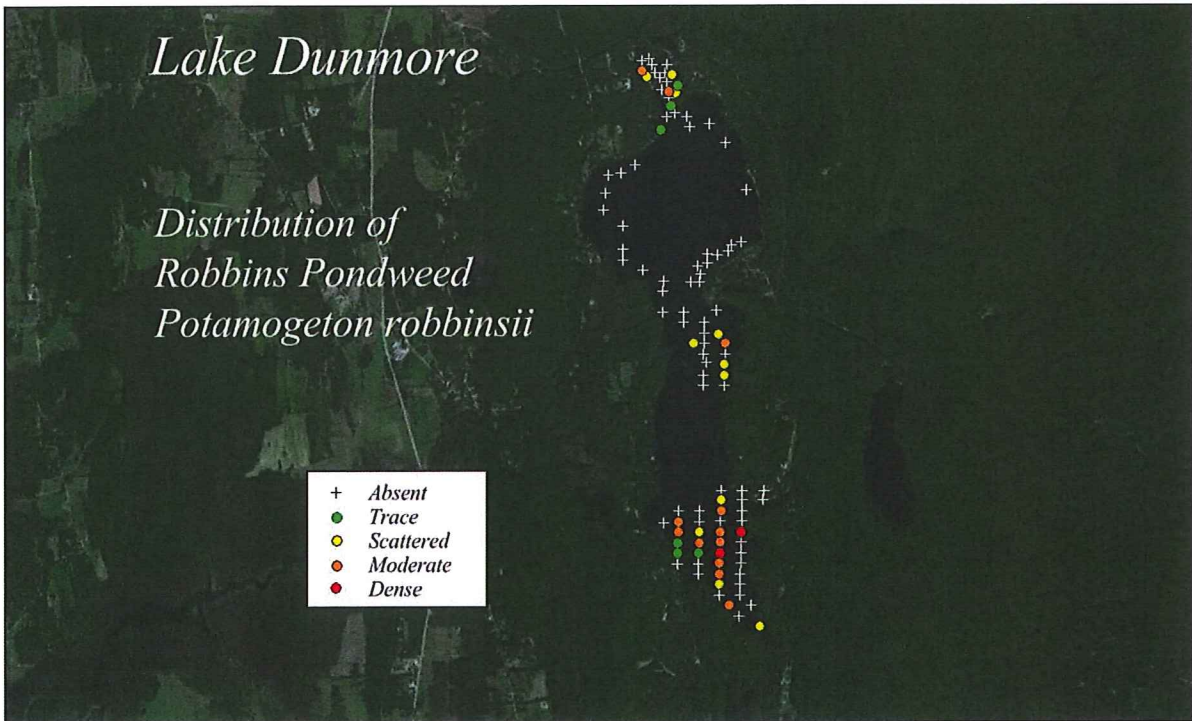 Lake Dunmore
Distribution of
Robbins Pondweed
Potamogeton robbinsii
Absent
Trace
Scattered
Moderate
Dense